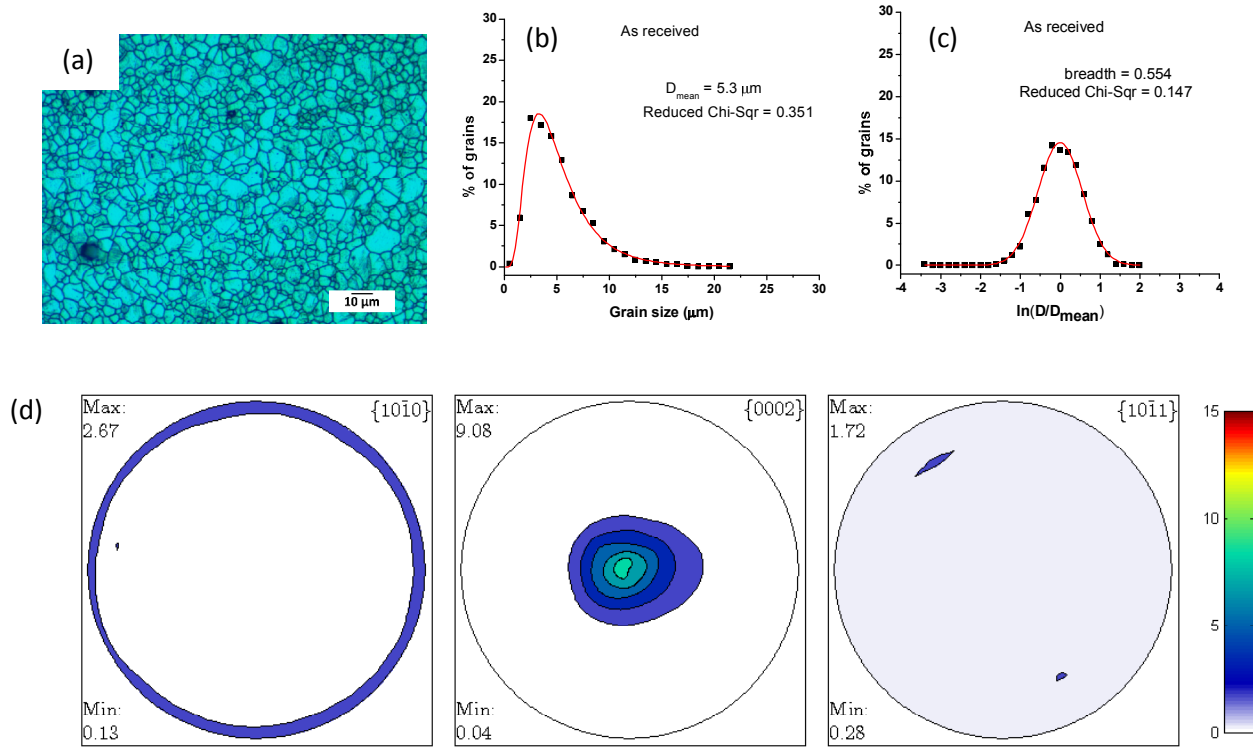 (a)
10 µm
(b)
As received
D_mean = 5.3 µm
Reduced Chi-Sqr = 0.351
% of grains
30
25
20
15
10
5
0
0 5 10 15 20 25 30
Grain size (µm)
(c)
As received
breadth = 0.554
Reduced Chi-Sqr = 0.147
% of grains
30
25
20
15
10
5
0
-4 -3 -2 -1 0 1 2 3 4
ln(D/D_mean)
(d)
Max:
2.67
{101̄0}
Min:
0.13
Max:
9.08
{0002}
Min:
0.04
Max:
1.72
{101̄1}
Min:
0.28
15
10
5
0